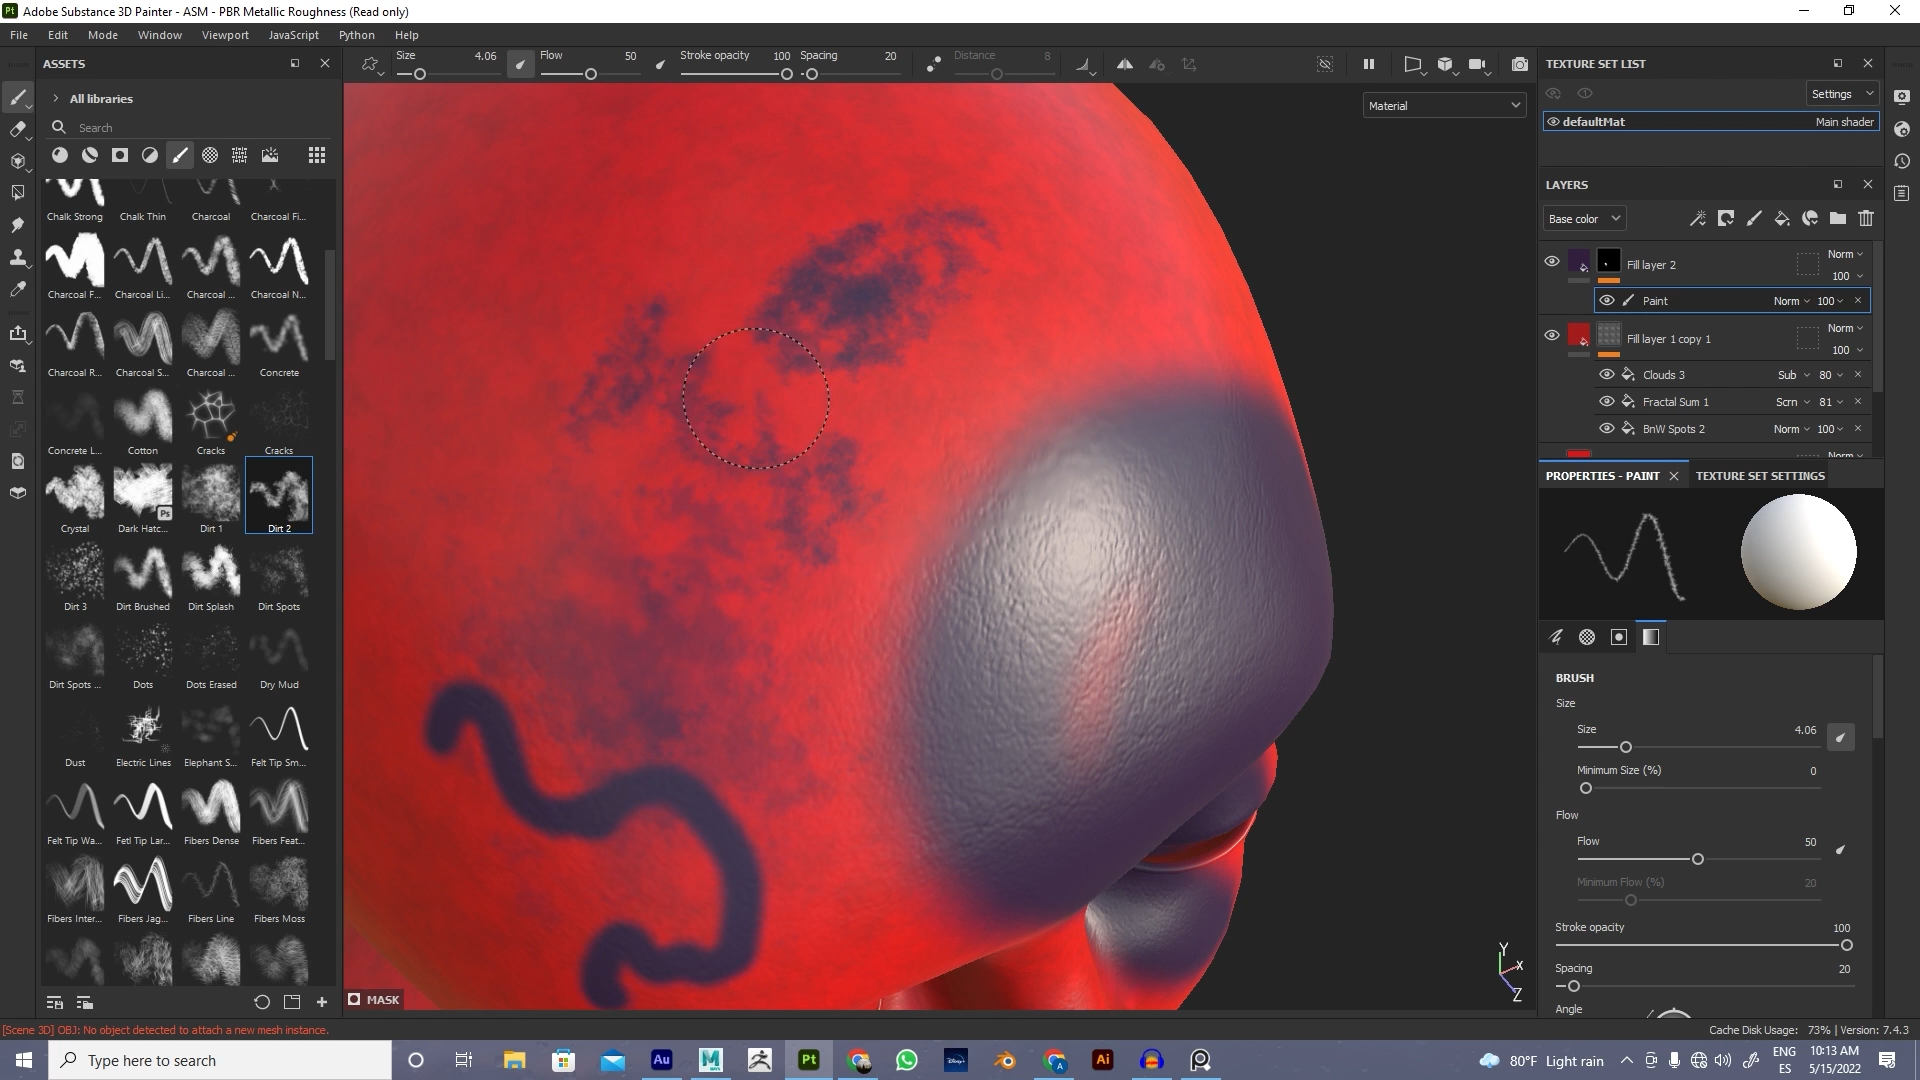 Adobe Substance 3D Painter - ASM - PBR Metallic Roughness (Read only)
File Edit Mode Window Viewport JavaScript Python Help
ASSETS
Size 4.06 Flow 50 Stroke opacity 100 Spacing 20 Distance 8
TEXTURE SET LIST
All libraries
Search
Material
Settings
defaultMat Main shader
LAYERS
Base color
Chalk Strong Chalk Thin Charcoal Charcoal Fi...
Charcoal F... Charcoal Li... Charcoal ... Charcoal N...
Charcoal R... Charcoal S... Charcoal ... Concrete
Concrete L... Cotton Cracks Cracks
Crystal Dark Hatc... Dirt 1 Dirt 2
Ps
Dirt 3 Dirt Brushed Dirt Splash Dirt Spots
Dirt Spots ... Dots Dots Erased Dry Mud
Dust Electric Lines Elephant S... Felt Tip Sm...
Felt Tip Wa... Fetl Tip Lar... Fibers Dense Fibers Feat...
Fibers Inter... Fibers Jag... Fibers Line Fibers Moss
Fill layer 2 Norm 100
Paint Norm 100
Fill layer 1 copy 1 Norm 100
Clouds 3 Sub 80
Fractal Sum 1 Scrn 81
BnW Spots 2 Norm 100
Norm
PROPERTIES - PAINT TEXTURE SET SETTINGS
BRUSH
Size
Size 4.06
Minimum Size (%) 0
Flow
Flow 50
Minimum Flow (%) 20
Stroke opacity 100
Spacing 20
Angle
Y
X
Z
MASK
[Scene 3D] OBJ: No object detected to attach a new mesh instance.
Cache Disk Usage: 73% | Version: 7.4.3
Type here to search
Au
M
Pt
Disney+
A
Ai
80°F Light rain
ENG
ES
10:13 AM
5/15/2022